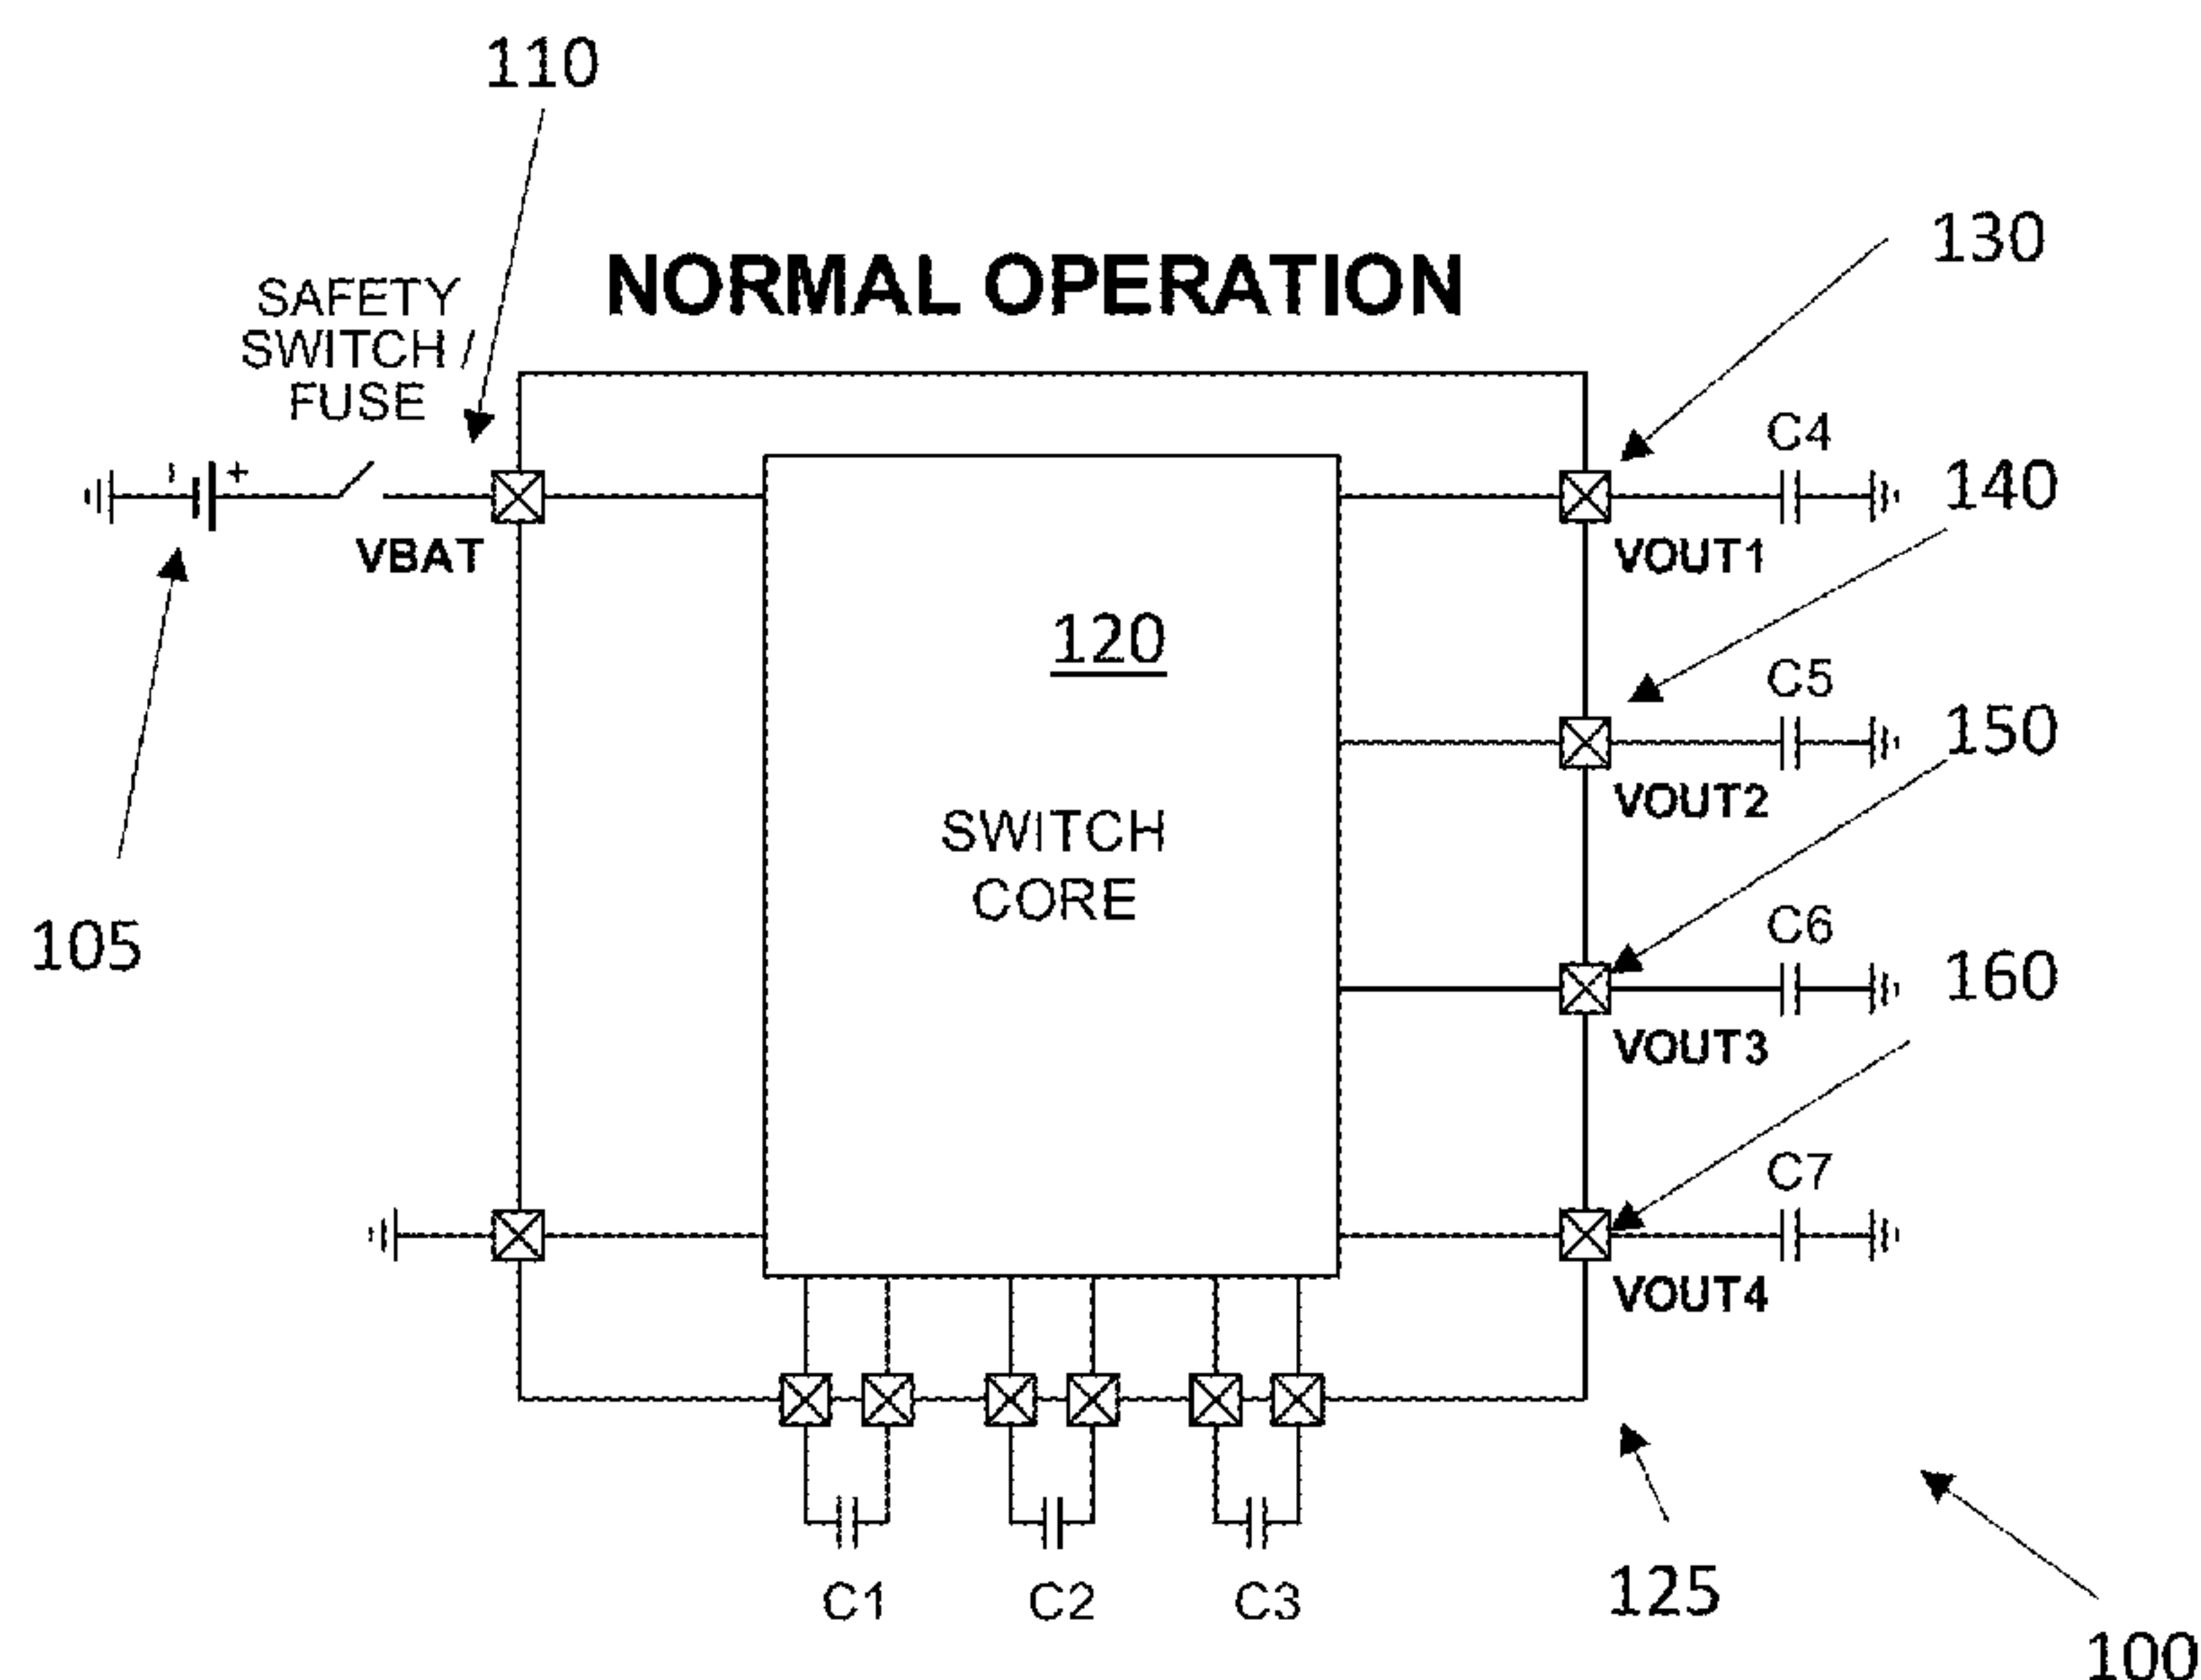 110
130
NORMAL OPERATION
SAFETY
SWITCH /
FUSE
C4
140
- +
VBAT
VOUT1
120
C5
150
VOUT2
SWITCH
CORE
105
C6
160
VOUT3
C7
VOUT4
C1
C2
C3
125
100